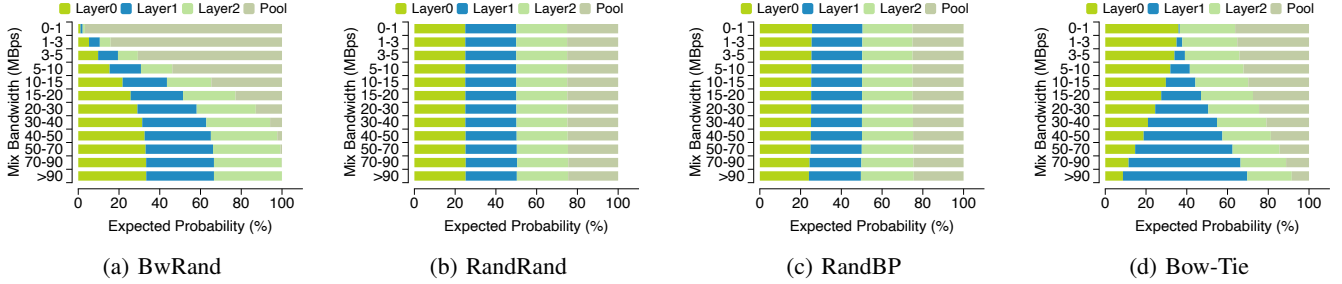 Layer0 Layer1 Layer2 Pool
Mix Bandwidth (MBps)
0-1
1-3
3-5
5-10
10-15
15-20
20-30
30-40
40-50
50-70
70-90
>90
0 20 40 60 80 100
Expected Probability (%)
(a) BwRand
Layer0 Layer1 Layer2 Pool
Mix Bandwidth (MBps)
0-1
1-3
3-5
5-10
10-15
15-20
20-30
30-40
40-50
50-70
70-90
>90
0 20 40 60 80 100
Expected Probability (%)
(b) RandRand
Layer0 Layer1 Layer2 Pool
Mix Bandwidth (MBps)
0-1
1-3
3-5
5-10
10-15
15-20
20-30
30-40
40-50
50-70
70-90
>90
0 20 40 60 80 100
Expected Probability (%)
(c) RandBP
Layer0 Layer1 Layer2 Pool
Mix Bandwidth (MBps)
0-1
1-3
3-5
5-10
10-15
15-20
20-30
30-40
40-50
50-70
70-90
>90
0 20 40 60 80 100
Expected Probability (%)
(d) Bow-Tie